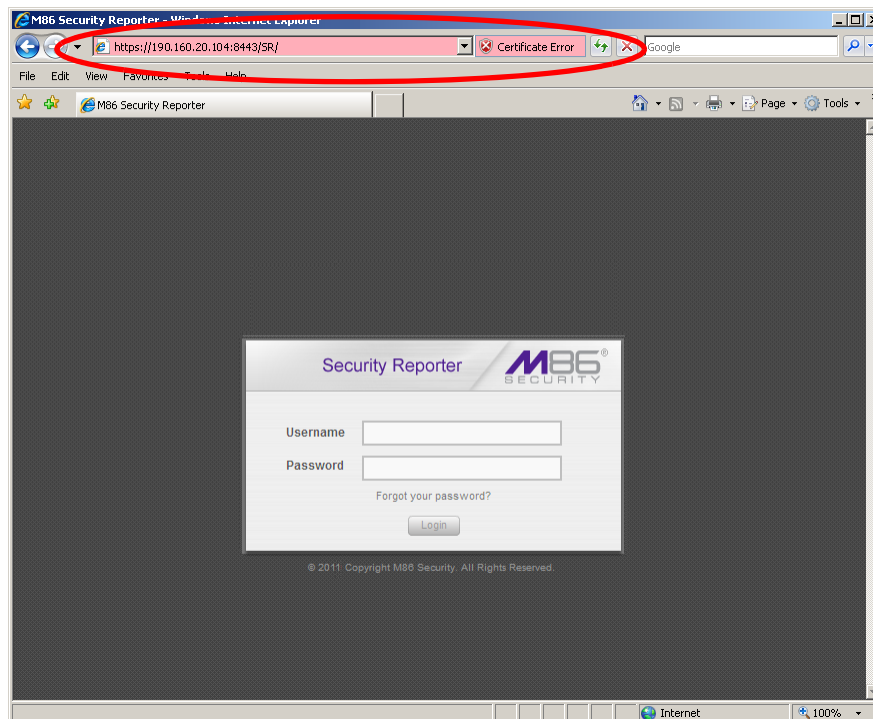 M86 Security Reporter - Windows Internet Explorer
https://190.160.20.104:8443/SR/
Certificate Error
Google
File Edit View Favorites Tools Help
M86 Security Reporter
Page
Tools
Security Reporter
M86®
SECURITY
Username
Password
Forgot your password?
Login
© 2011 Copyright M86 Security. All Rights Reserved.
Internet
100%